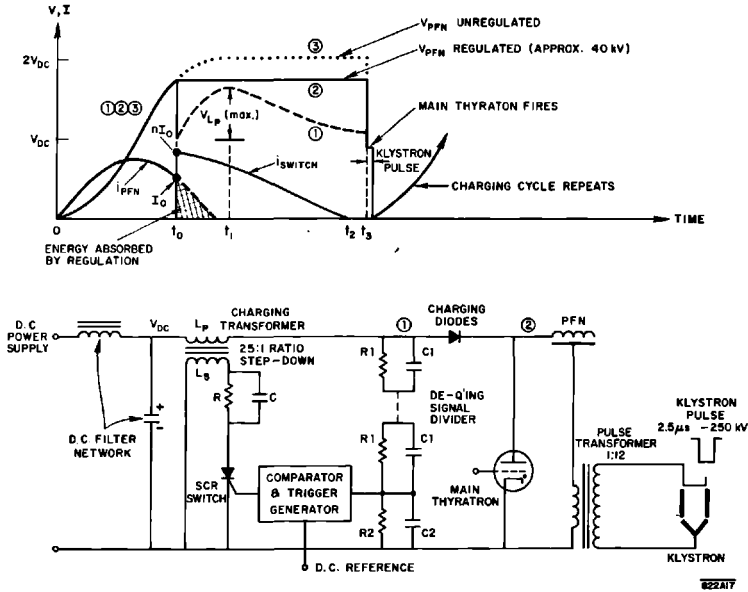 V, I
2V_DC
V_DC
①②③
nI_0
I_0
i_PFN
0
ENERGY ABSORBED
BY REGULATION
t_0
t_1
t_2
t_3
TIME
③
②
①
V_Lp (max.)
i_SWITCH
V_PFN UNREGULATED
V_PFN REGULATED (APPROX. 40 kV)
MAIN THYRATON FIRES
KLYSTRON
PULSE
CHARGING CYCLE REPEATS
D.C
POWER
SUPPLY
V_DC
L_P
CHARGING
TRANSFORMER
25:1 RATIO
STEP-DOWN
L_S
R
C
+
-
D.C. FILTER
NETWORK
SCR
SWITCH
COMPARATOR
& TRIGGER
GENERATOR
D.C. REFERENCE
①
R1
C1
DE-Q'ING
SIGNAL
DIVIDER
R1
C1
R2
C2
CHARGING
DIODES
②
PFN
MAIN
THYRATRON
PULSE
TRANSFORMER
1:12
KLYSTRON
PULSE
2.5μs -250 kV
KLYSTRON
822A17